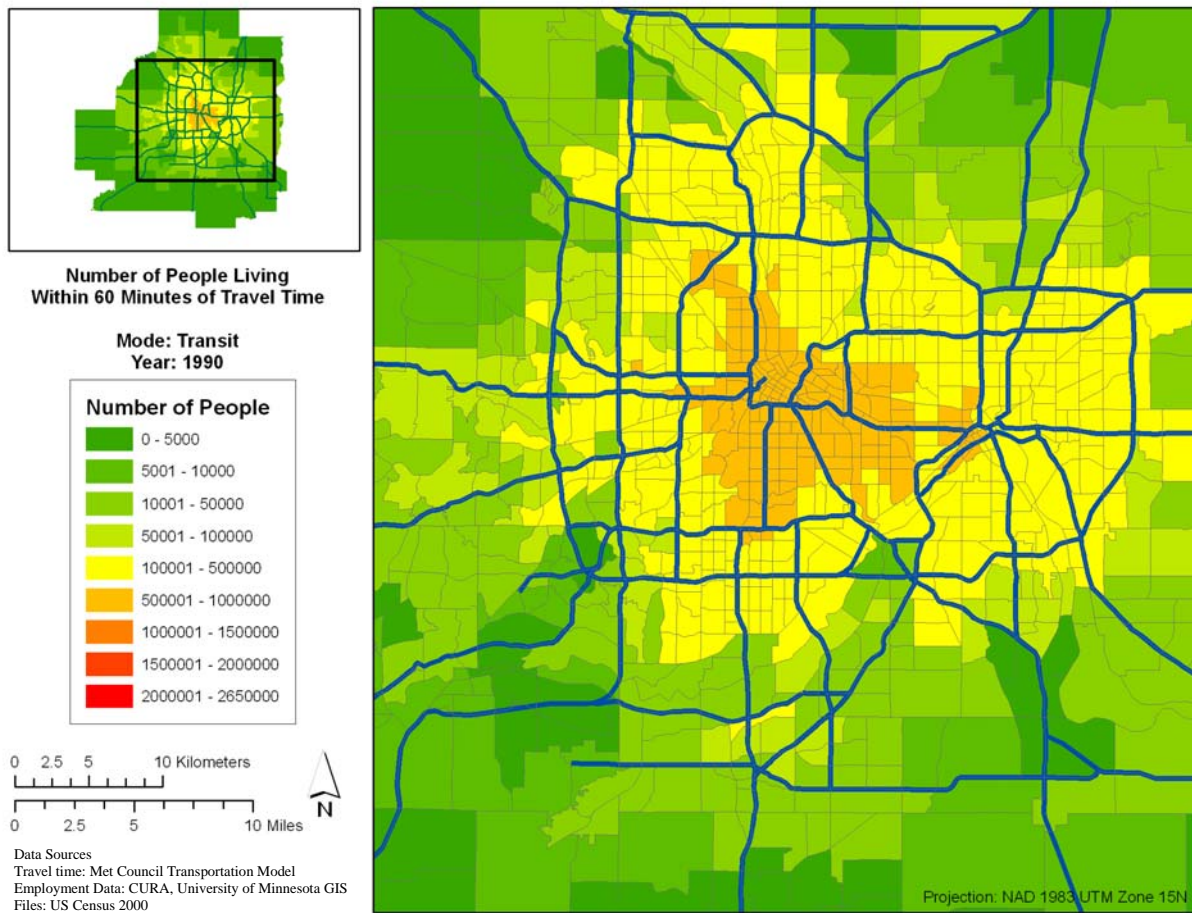 Number of People Living
Within 60 Minutes of Travel Time
Mode: Transit
Year: 1990
Number of People
0 - 5000
5001 - 10000
10001 - 50000
50001 - 100000
100001 - 500000
500001 - 1000000
1000001 - 1500000
1500001 - 2000000
2000001 - 2650000
0 2.5 5 10 Kilometers
0 2.5 5 10 Miles
N
Data Sources
Travel time: Met Council Transportation Model
Employment Data: CURA, University of Minnesota GIS
Files: US Census 2000
Projection: NAD 1983 UTM Zone 15N